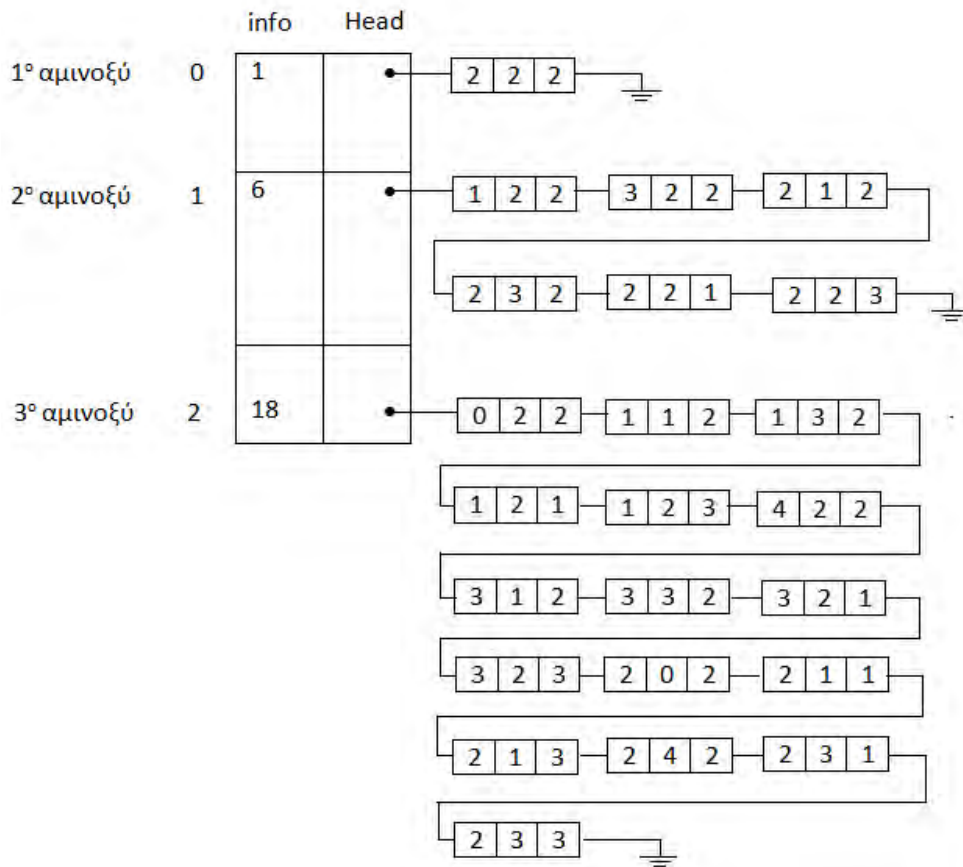 info Head
1º αμινοξύ 0 1 2 2 2
2º αμινοξύ 1 6 1 2 2 3 2 2 2 1 2
2 3 2 2 2 1 2 2 3
3º αμινοξύ 2 18 0 2 2 1 1 2 1 3 2
1 2 1 1 2 3 4 2 2
3 1 2 3 3 2 3 2 1
3 2 3 2 0 2 2 1 1
2 1 3 2 4 2 2 3 1
2 3 3